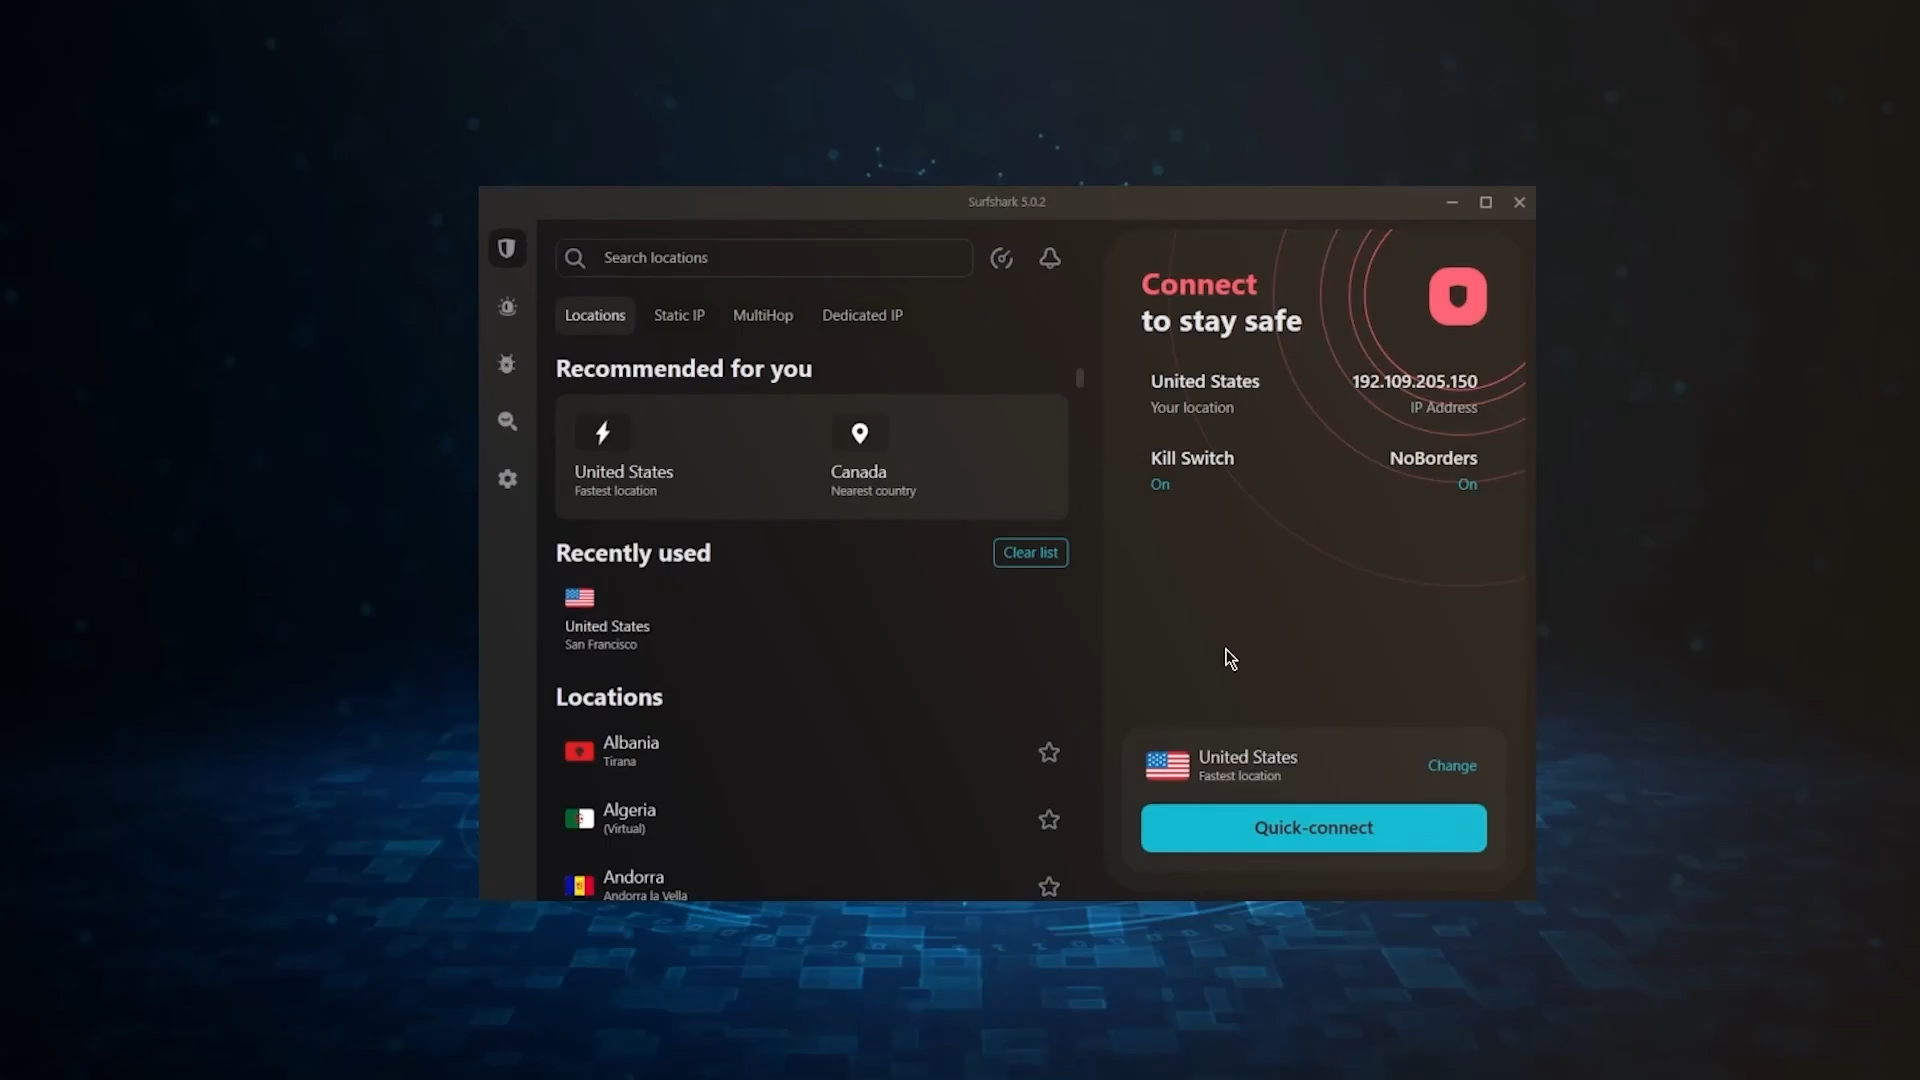 Surfshark 5.0.2
Search locations
Locations
Static IP
MultiHop
Dedicated IP
Recommended for you
United States
Fastest location
Canada
Nearest country
Recently used
Clear list
United States
San Francisco
Locations
Albania
Tirana
Algeria
(Virtual)
Andorra
Andorra la Vella
Connect
to stay safe
United States
Your location
192.109.205.150
IP Address
Kill Switch
On
NoBorders
On
United States
Fastest location
Change
Quick-connect